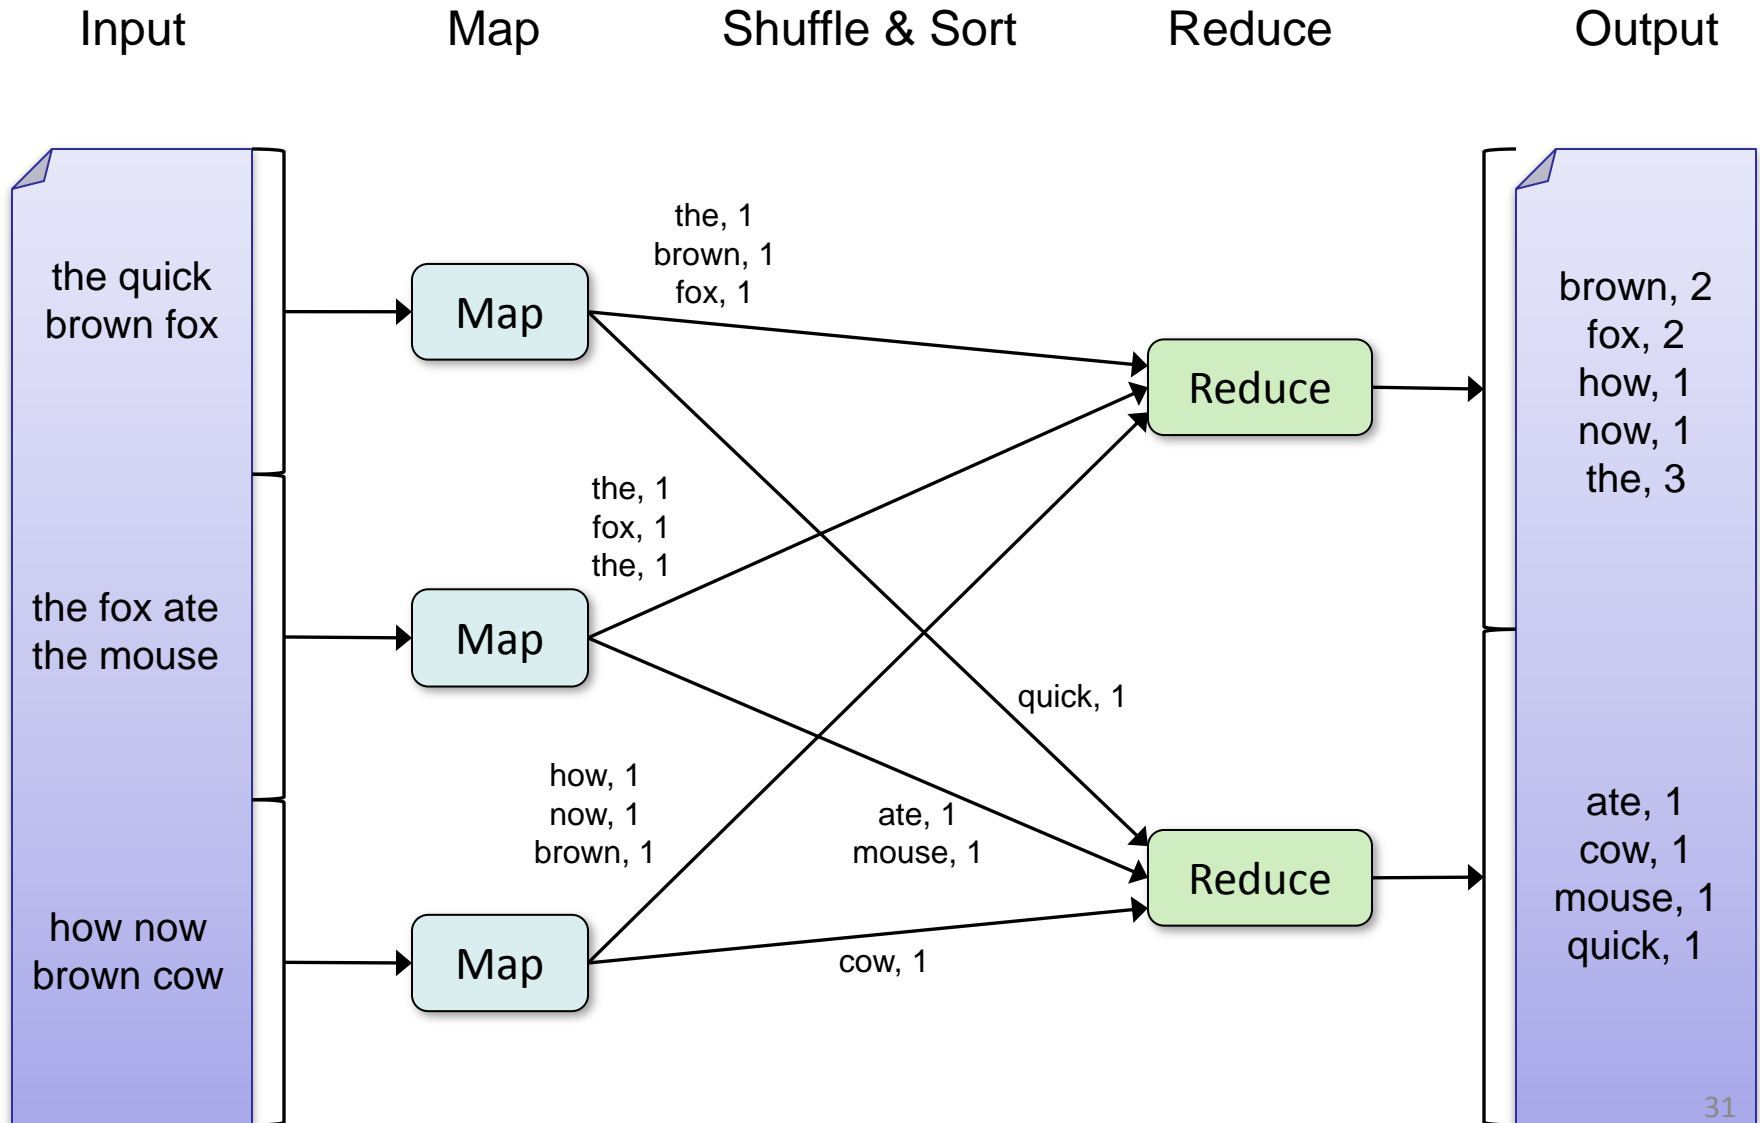 Input
Map
Shuffle & Sort
Reduce
Output
the quick
brown fox
the fox ate
the mouse
how now
brown cow
Map
Map
Map
the, 1
brown, 1
fox, 1
the, 1
fox, 1
the, 1
how, 1
now, 1
brown, 1
quick, 1
ate, 1
mouse, 1
cow, 1
Reduce
Reduce
brown, 2
fox, 2
how, 1
now, 1
the, 3
ate, 1
cow, 1
mouse, 1
quick, 1
31